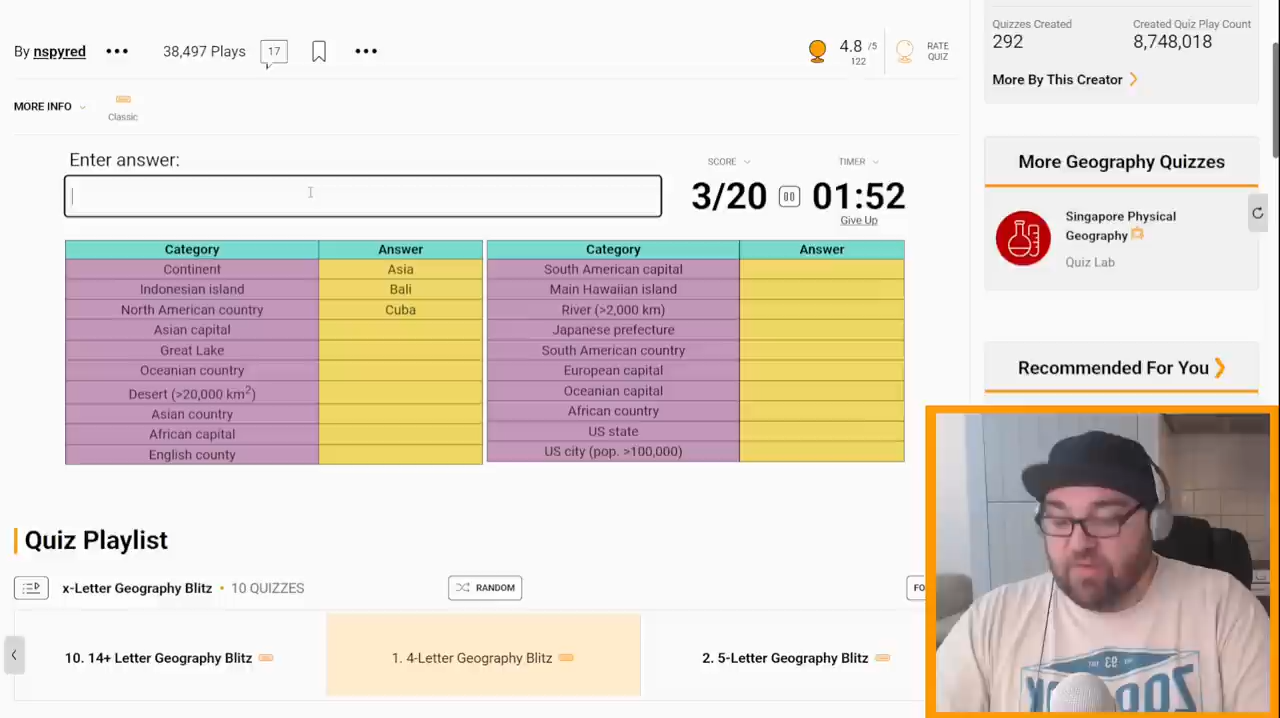 By nspyred
38,497 Plays
17
4.8 /5
122
RATE QUIZ
Quizzes Created
292
Created Quiz Play Count
8,748,018
More By This Creator
MORE INFO
Classic
Enter answer:
SCORE
3/20
TIMER
01:52
Give Up
Category Answer Category Answer
Continent Asia South American capital
Indonesian island Bali Main Hawaiian island
North American country Cuba River (>2,000 km)
Asian capital Japanese prefecture
Great Lake South American country
Oceanian country European capital
Desert (>20,000 km²) Oceanian capital
Asian country African country
African capital US state
English county US city (pop. >100,000)
More Geography Quizzes
Singapore Physical
Geography
Quiz Lab
Recommended For You
Quiz Playlist
x-Letter Geography Blitz • 10 QUIZZES
RANDOM
FO
10. 14+ Letter Geography Blitz
1. 4-Letter Geography Blitz
2. 5-Letter Geography Blitz